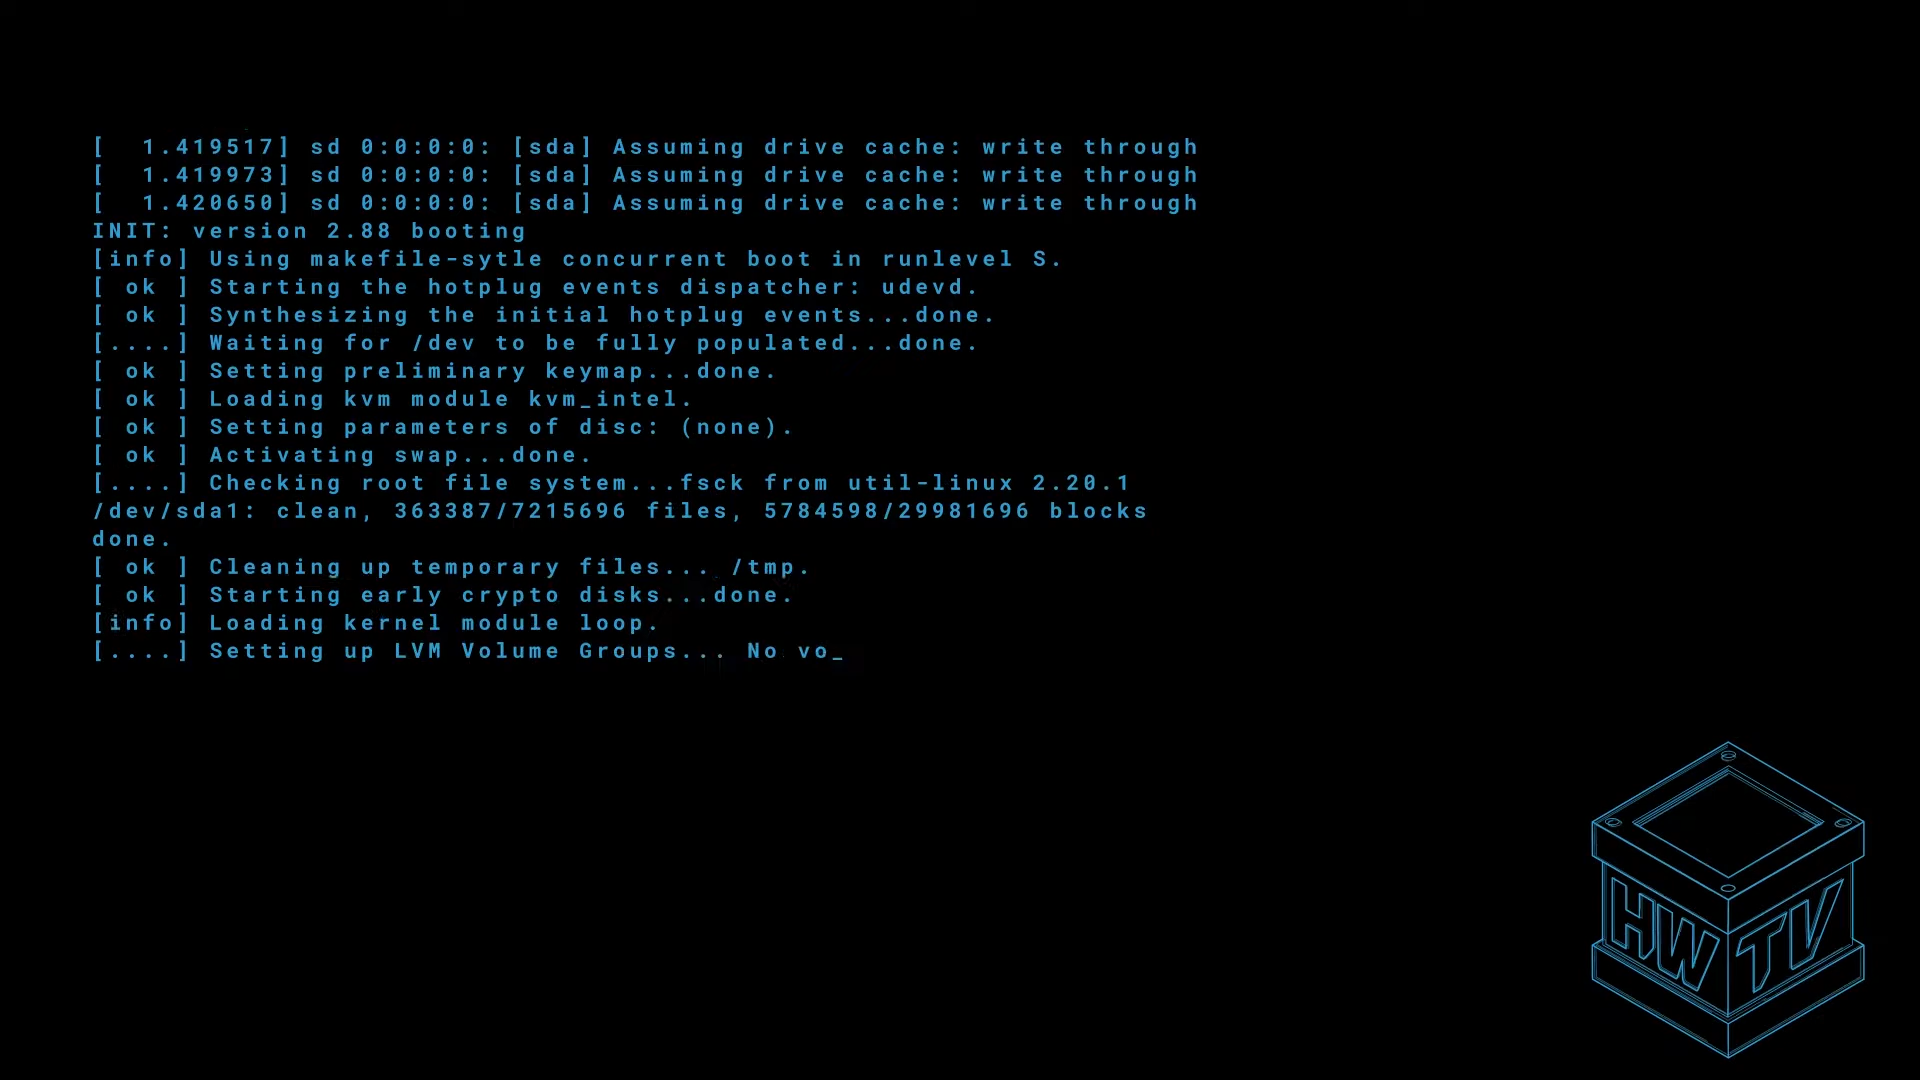 [  1.419517] sd 0:0:0:0: [sda] Assuming drive cache: write through
[  1.419973] sd 0:0:0:0: [sda] Assuming drive cache: write through
[  1.420650] sd 0:0:0:0: [sda] Assuming drive cache: write through
INIT: version 2.88 booting
[info] Using makefile-sytle concurrent boot in runlevel S.
[ ok ] Starting the hotplug events dispatcher: udevd.
[ ok ] Synthesizing the initial hotplug events...done.
[....] Waiting for /dev to be fully populated...done.
[ ok ] Setting preliminary keymap...done.
[ ok ] Loading kvm module kvm_intel.
[ ok ] Setting parameters of disc: (none).
[ ok ] Activating swap...done.
[....] Checking root file system...fsck from util-linux 2.20.1
/dev/sda1: clean, 363387/7215696 files, 5784598/29981696 blocks
done.
[ ok ] Cleaning up temporary files... /tmp.
[ ok ] Starting early crypto disks...done.
[info] Loading kernel module loop.
[....] Setting up LVM Volume Groups... No vo_
HWTV